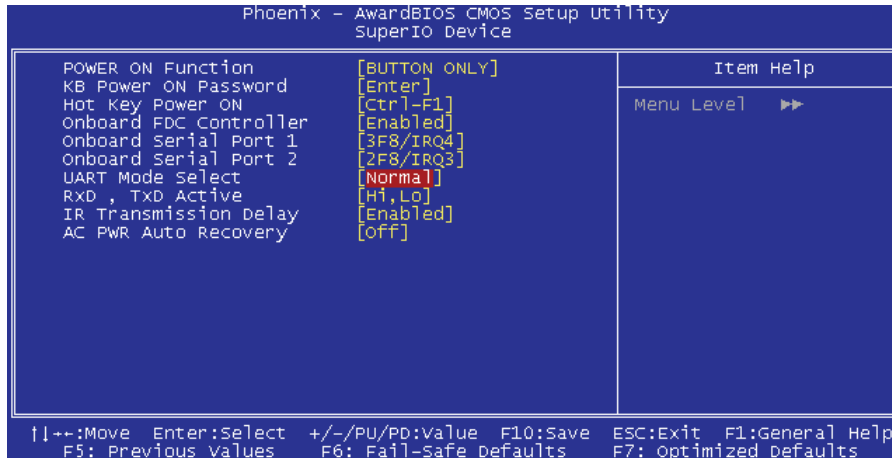 Phoenix - AwardBIOS CMOS Setup Utility
SuperIO Device
POWER ON Function [BUTTON ONLY]
KB Power ON Password [Enter]
Hot Key Power ON [Ctrl-F1]
Onboard FDC Controller [Enabled]
Onboard Serial Port 1 [3F8/IRQ4]
Onboard Serial Port 2 [2F8/IRQ3]
UART Mode Select [Normal]
RxD , TxD Active [Hi,Lo]
IR Transmission Delay [Enabled]
AC PWR Auto Recovery [Off]
Item Help
Menu Level ▶▶
↑↓→←:Move Enter:Select +/-/PU/PD:Value F10:Save ESC:Exit F1:General Help
F5: Previous Values F6: Fail-Safe Defaults F7: Optimized Defaults